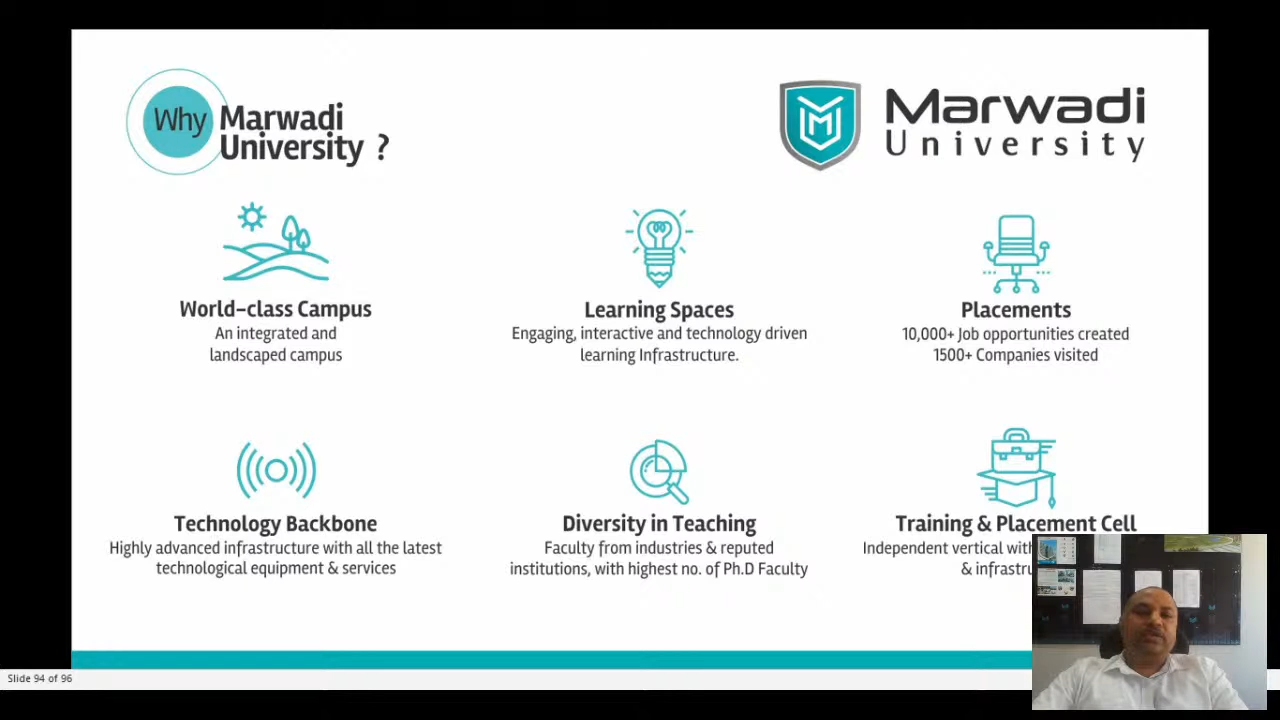 Why Marwadi
University ?
Marwadi
University
World-class Campus
An integrated and
landscaped campus
Learning Spaces
Engaging, interactive and technology driven
learning Infrastructure.
Placements
10,000+ Job opportunities created
1500+ Companies visited
Technology Backbone
Highly advanced infrastructure with all the latest
technological equipment & services
Diversity in Teaching
Faculty from industries & reputed
institutions, with highest no. of Ph.D Faculty
Training & Placement Cell
Independent vertical with
&
Slide 94 of 96